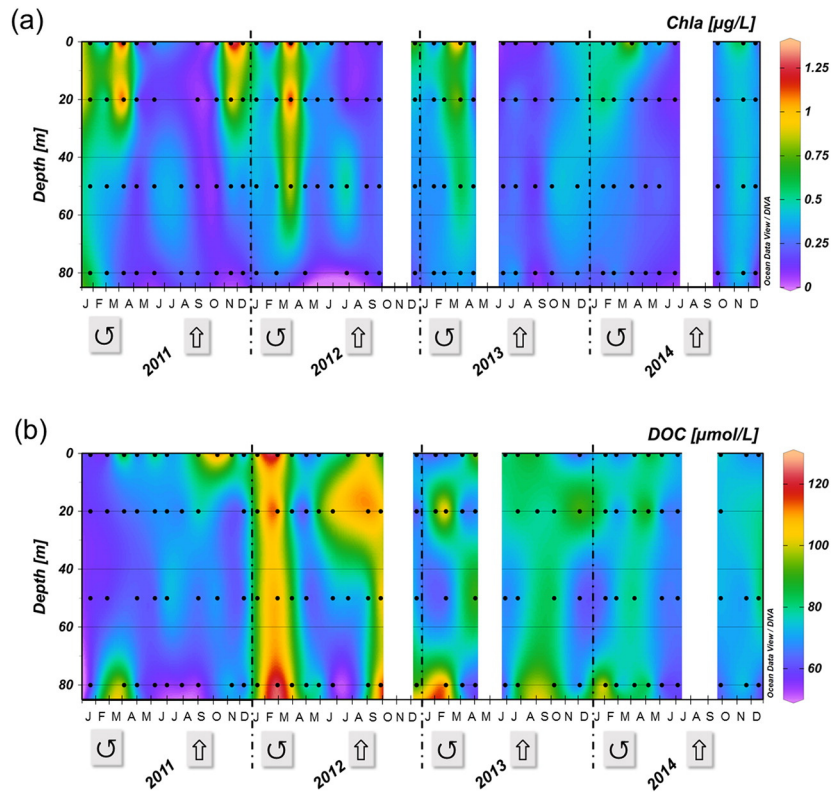 (a)
Chla [µg/L]
0
20
40
60
80
Depth [m]
1.25
1
0.75
0.5
0.25
0
Ocean Data View / DIVA
J F M A M J J A S O N D J F M A M J J A S O N D J F M A M J J A S O N D J F M A M J J A S O N D
2011 2012 2013 2014
(b)
DOC [µmol/L]
0
20
40
60
80
Depth [m]
120
100
80
60
Ocean Data View / DIVA
J F M A M J J A S O N D J F M A M J J A S O N D J F M A M J J A S O N D J F M A M J J A S O N D
2011 2012 2013 2014